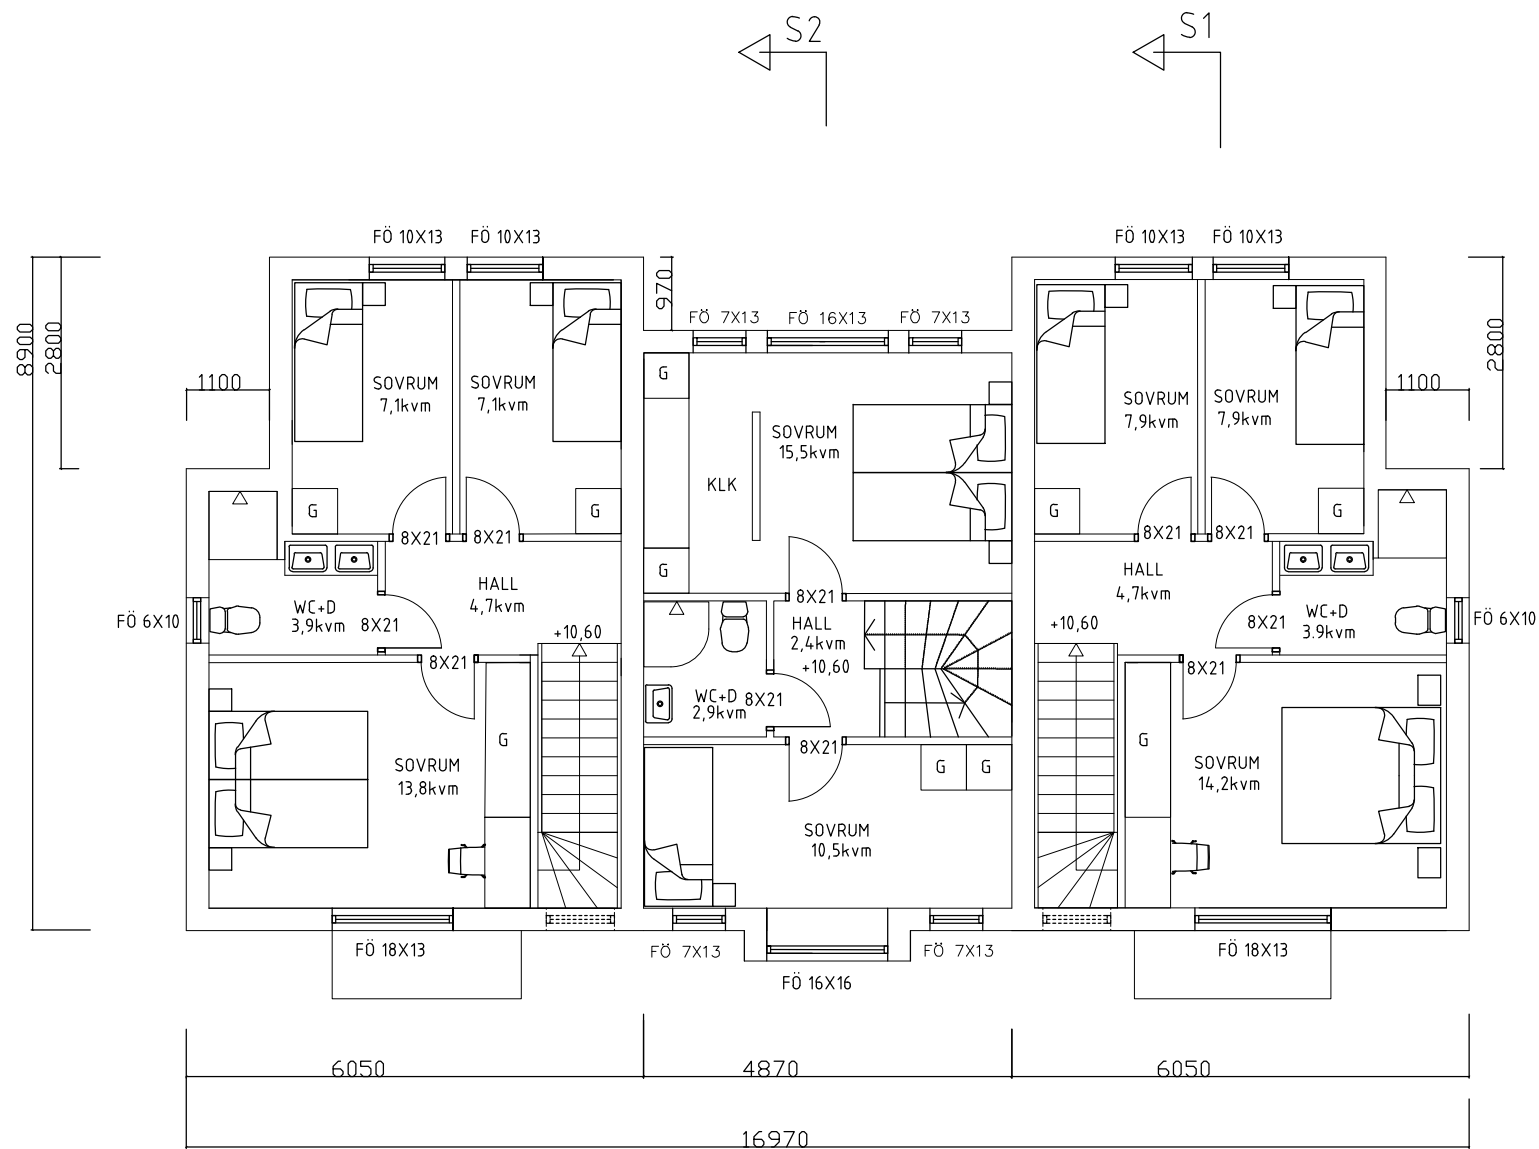 S2
S1
FÖ 10X13
FÖ 10X13
FÖ 10X13
FÖ 10X13
970
FÖ 7X13
FÖ 16X13
FÖ 7X13
8900
2800
2800
1100
1100
SOVRUM
7,1kvm
SOVRUM
7,1kvm
G
SOVRUM
15,5kvm
SOVRUM
7,9kvm
SOVRUM
7,9kvm
KLK
G
G
G
G
8X21
8X21
8X21
8X21
G
HALL
4,7kvm
HALL
4,7kvm
8X21
FÖ 6X10
WC+D
3,9kvm
8X21
+10,60
HALL
2,4kvm
+10,60
+10,60
8X21
WC+D
3.9kvm
FÖ 6X10
8X21
8X21
WC+D
2,9kvm
8X21
G
8X21
G
SOVRUM
13,8kvm
G
G
SOVRUM
14,2kvm
SOVRUM
10,5kvm
FÖ 18X13
FÖ 7X13
FÖ 16X16
FÖ 7X13
FÖ 18X13
6050
4870
6050
16970